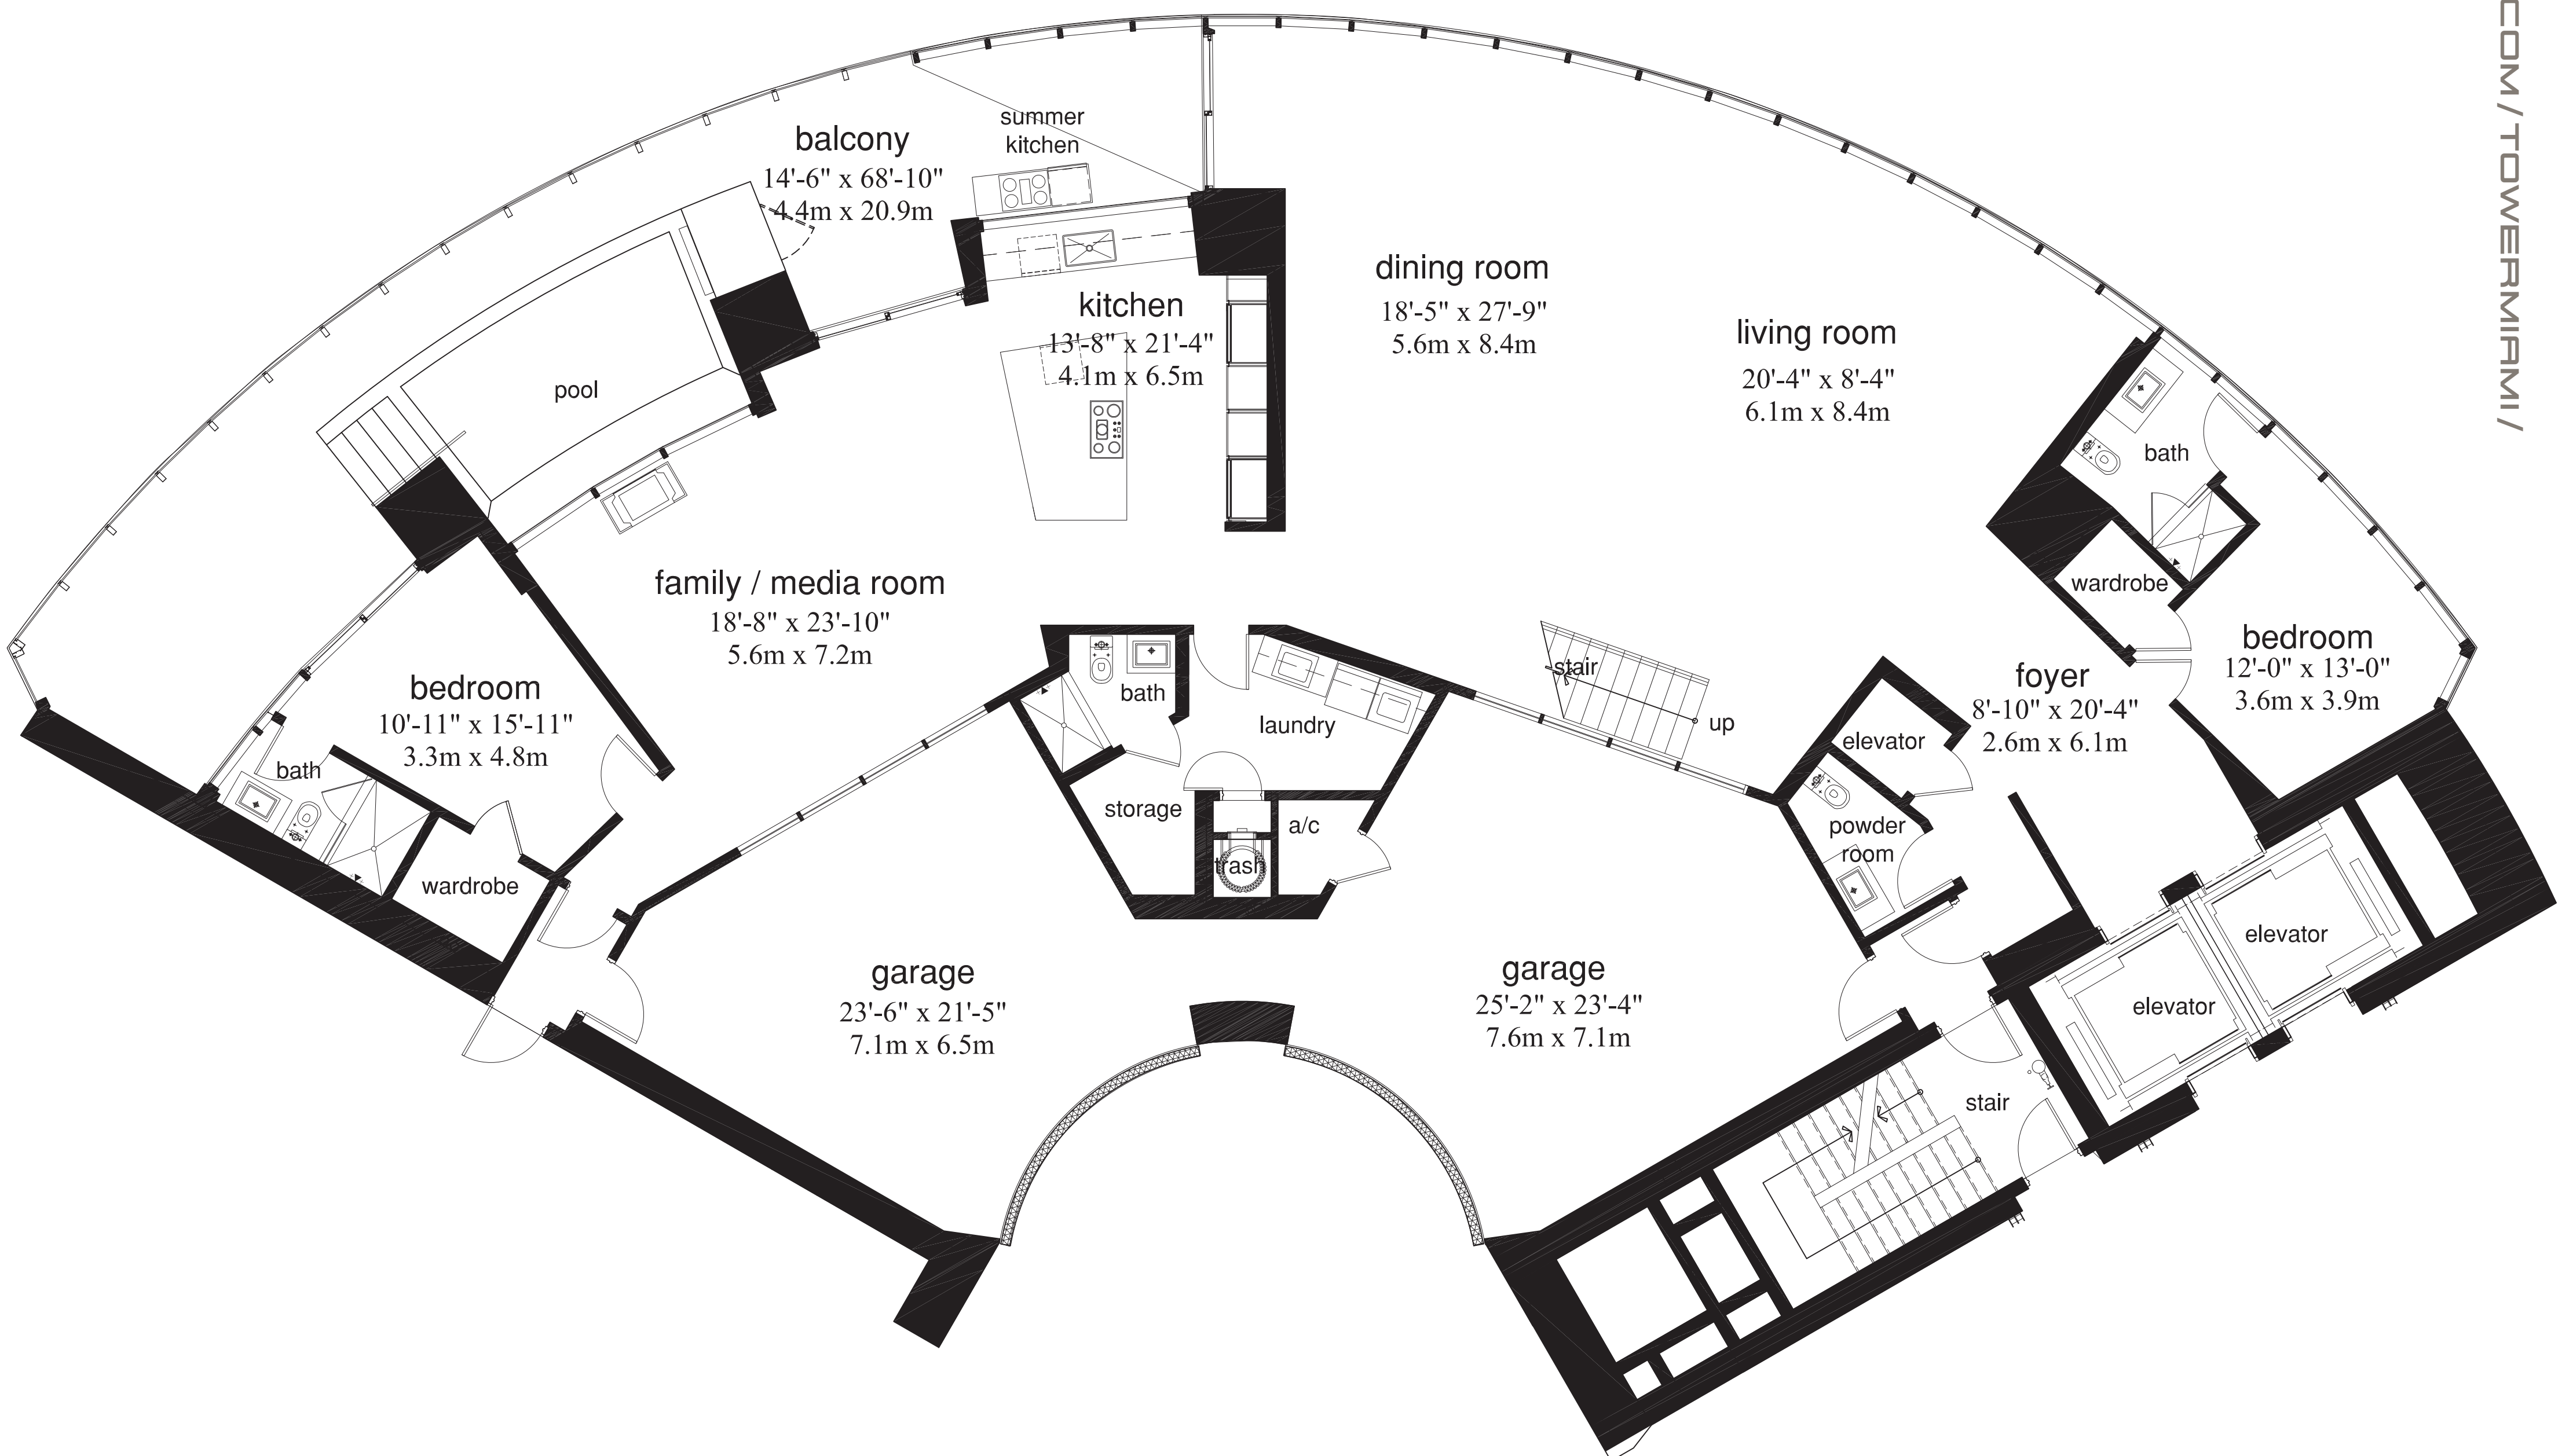 COM / TOWERMIAMI /
summer
kitchen
balcony
14'-6" x 68'-10"
4.4m x 20.9m
dining room
18'-5" x 27'-9"
5.6m x 8.4m
kitchen
13'-8" x 21'-4"
4.1m x 6.5m
living room
20'-4" x 8'-4"
6.1m x 8.4m
pool
bath
wardrobe
family / media room
18'-8" x 23'-10"
5.6m x 7.2m
bedroom
12'-0" x 13'-0"
3.6m x 3.9m
foyer
8'-10" x 20'-4"
2.6m x 6.1m
stair
up
bedroom
10'-11" x 15'-11"
3.3m x 4.8m
bath
laundry
elevator
bath
storage
a/c
trash
powder
room
wardrobe
elevator
elevator
garage
23'-6" x 21'-5"
7.1m x 6.5m
garage
25'-2" x 23'-4"
7.6m x 7.1m
stair